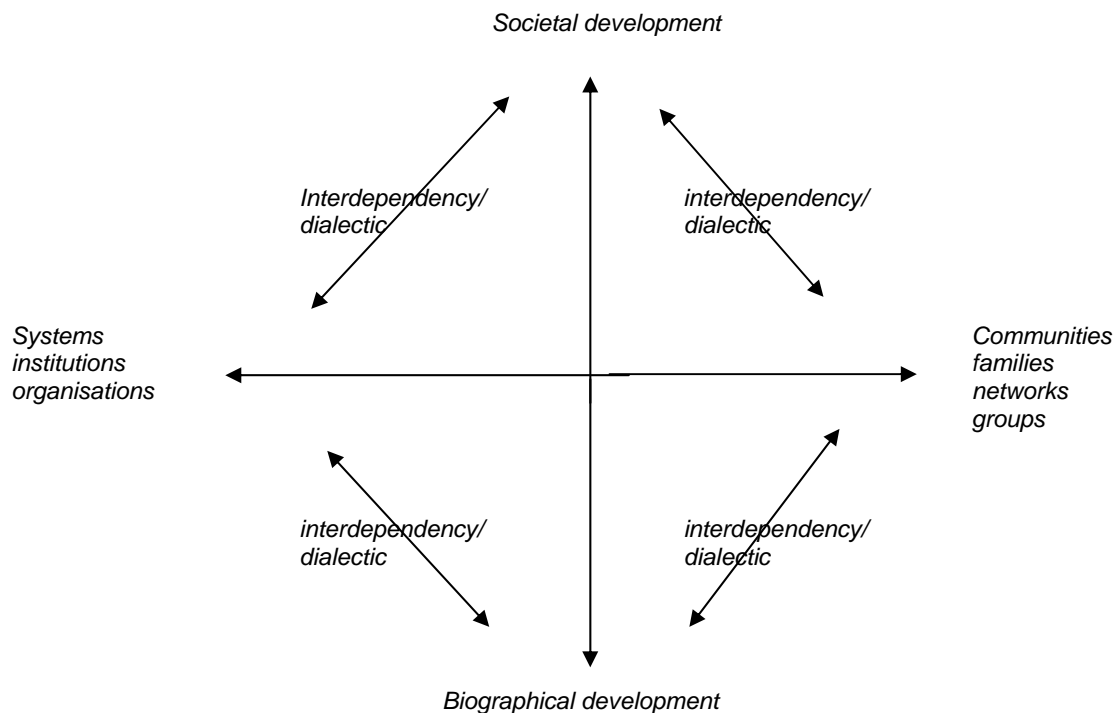 Societal development
Interdependency/
dialectic
interdependency/
dialectic
Systems
institutions
organisations
Communities
families
networks
groups
interdependency/
dialectic
interdependency/
dialectic
Biographical development